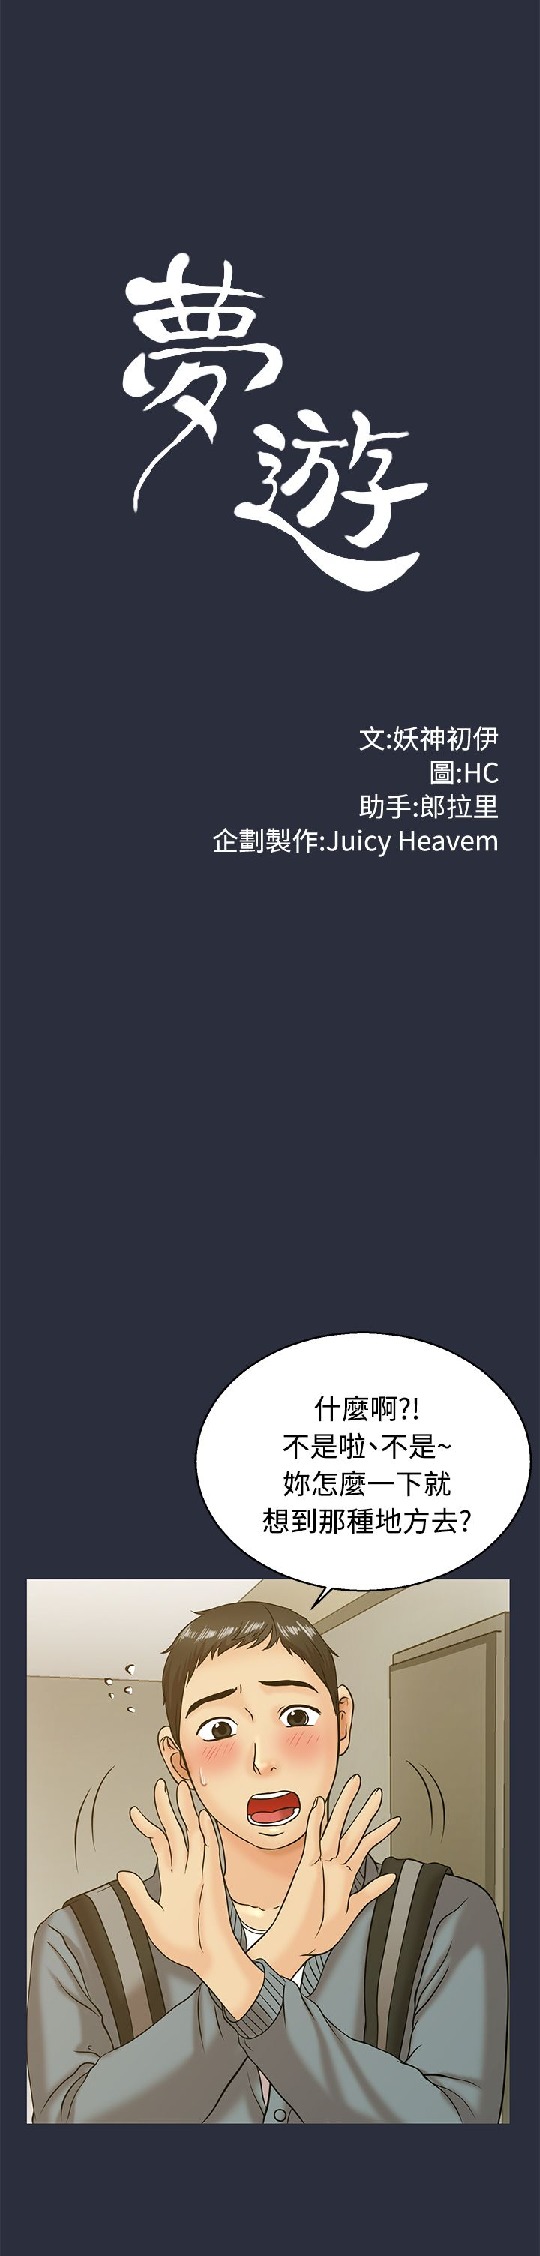 夢
遊
文:妖神初伊
圖:HC
助手:郎拉里
企劃製作:Juicy Heavem
什麼啊?!
不是啦、不是~
妳怎麼一下就
想到那種地方去?